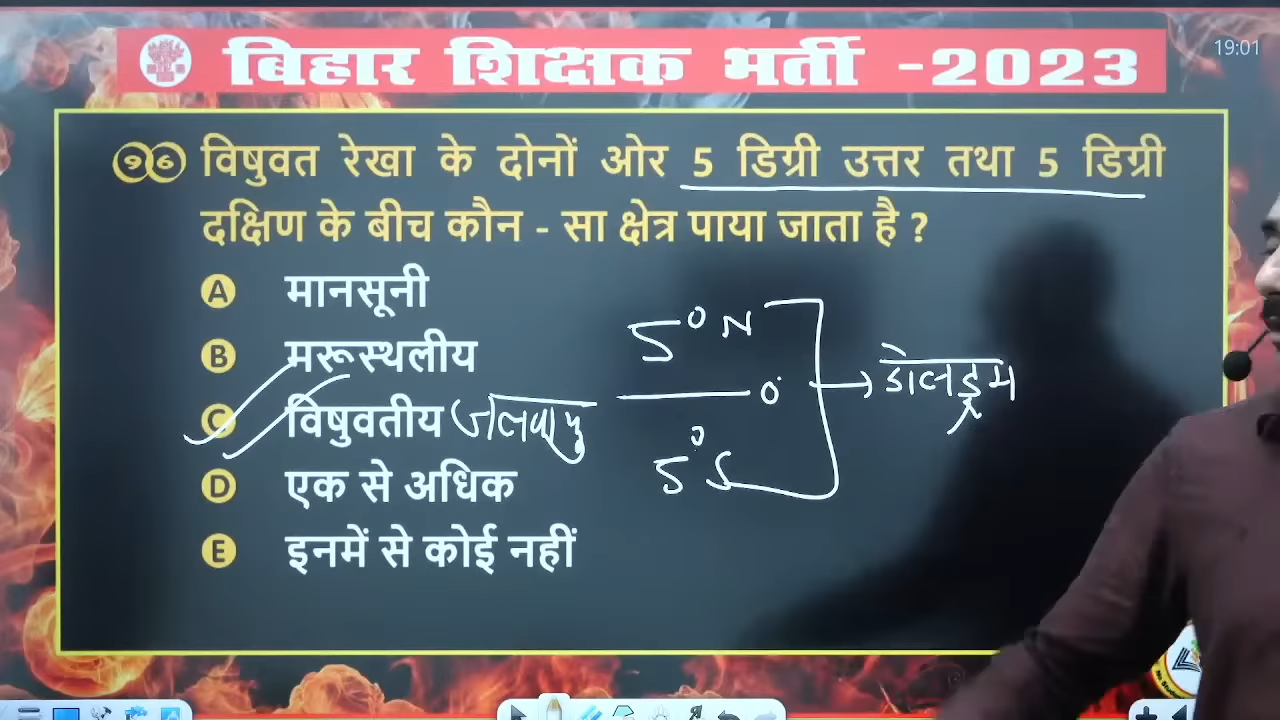 बिहार शिक्षक भर्ती -2023
19:01
96 विषुवत रेखा के दोनों ओर 5 डिग्री उत्तर तथा 5 डिग्री
दक्षिण के बीच कौन - सा क्षेत्र पाया जाता है ?
A मानसूनी
B मरूस्थलीय
C विषुवतीय जलवायु
D एक से अधिक
E इनमें से कोई नहीं
5° N
0°
5° S
डोलड्रम